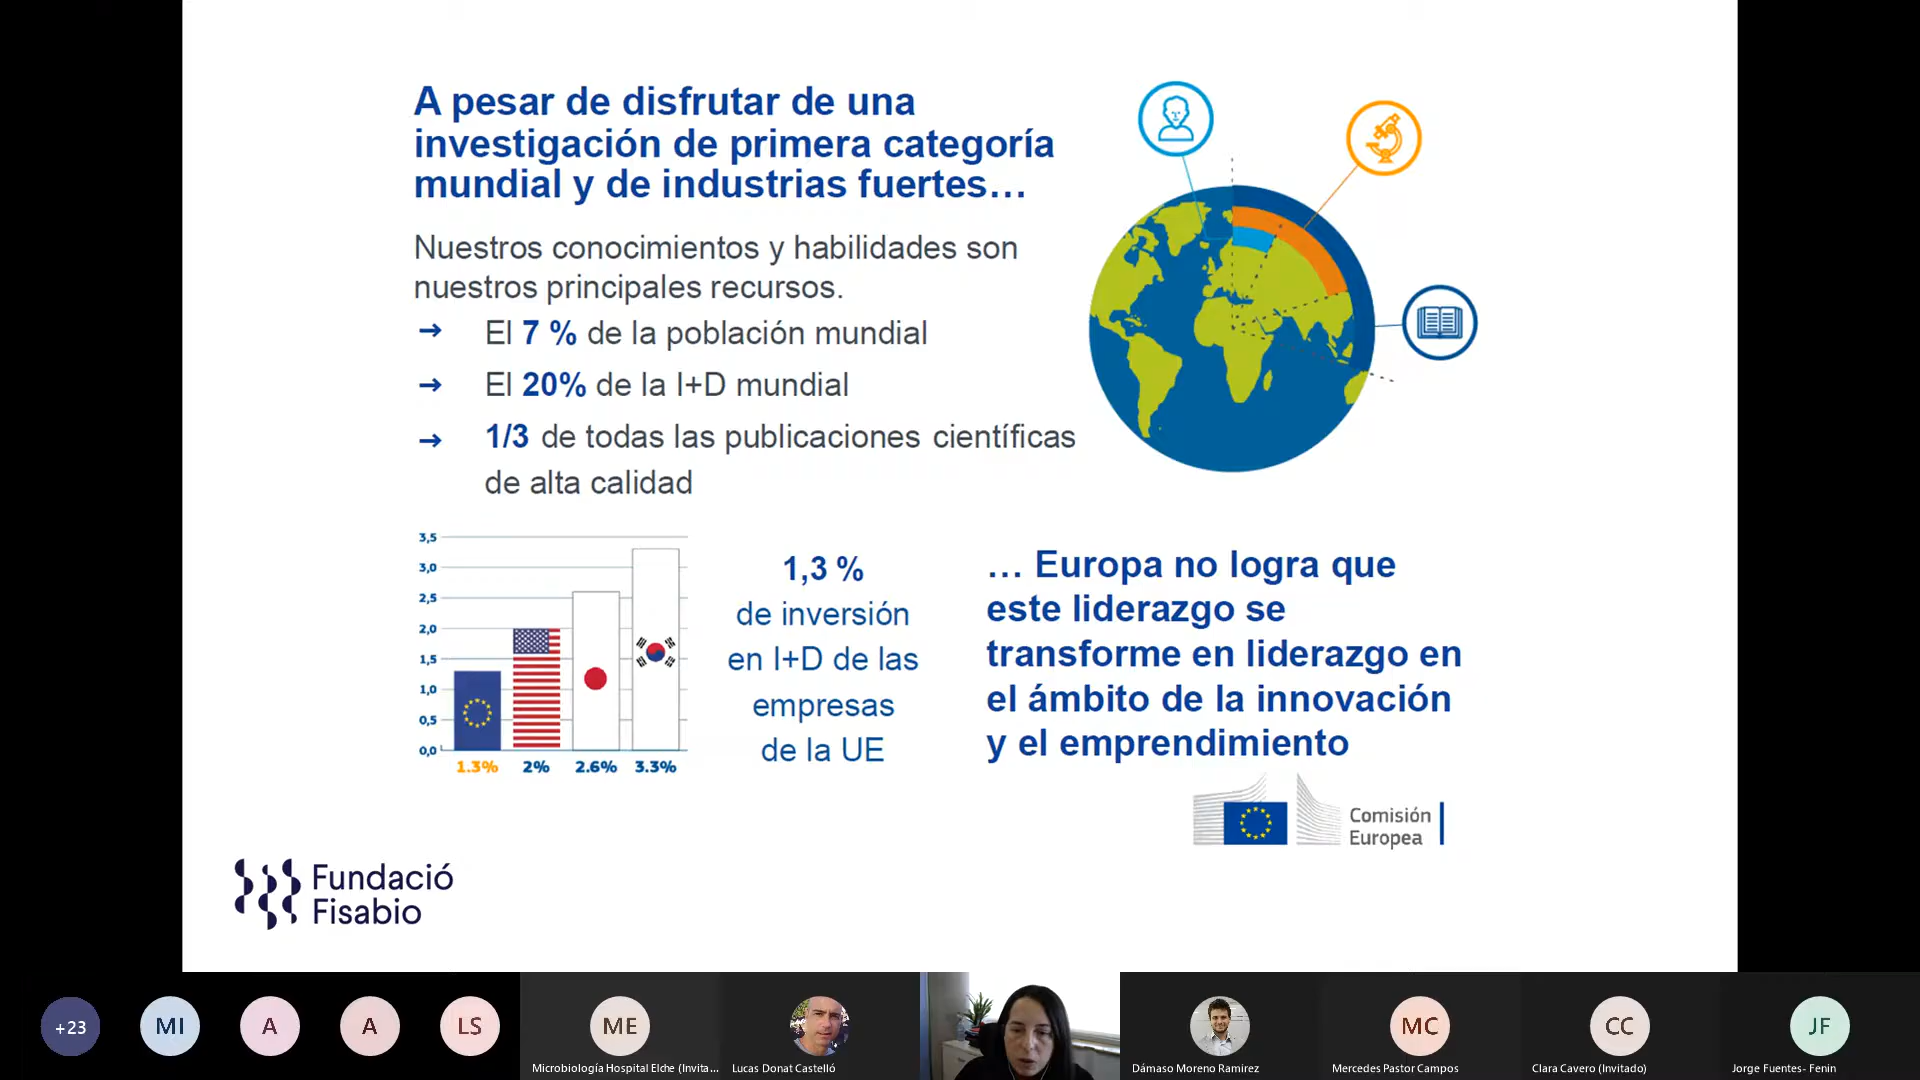 A pesar de disfrutar de una
investigación de primera categoría
mundial y de industrias fuertes…
Nuestros conocimientos y habilidades son
nuestros principales recursos.
→ El 7 % de la población mundial
→ El 20% de la I+D mundial
→ 1/3 de todas las publicaciones científicas
de alta calidad
3,5
3,0
2,5
2,0
1,5
1,0
0,5
0,0
1.3% 2% 2.6% 3.3%
1,3 %
de inversión
en I+D de las
empresas
de la UE
… Europa no logra que
este liderazgo se
transforme en liderazgo en
el ámbito de la innovación
y el emprendimiento
Comisión
Europea
Fundació
Fisabio
+23
MI
A
A
LS
ME
Microbiología Hospital Elche (Invita...
Lucas Donat Castelló
Dámaso Moreno Ramirez
MC
Mercedes Pastor Campos
CC
Clara Cavero (Invitado)
JF
Jorge Fuentes- Fenin